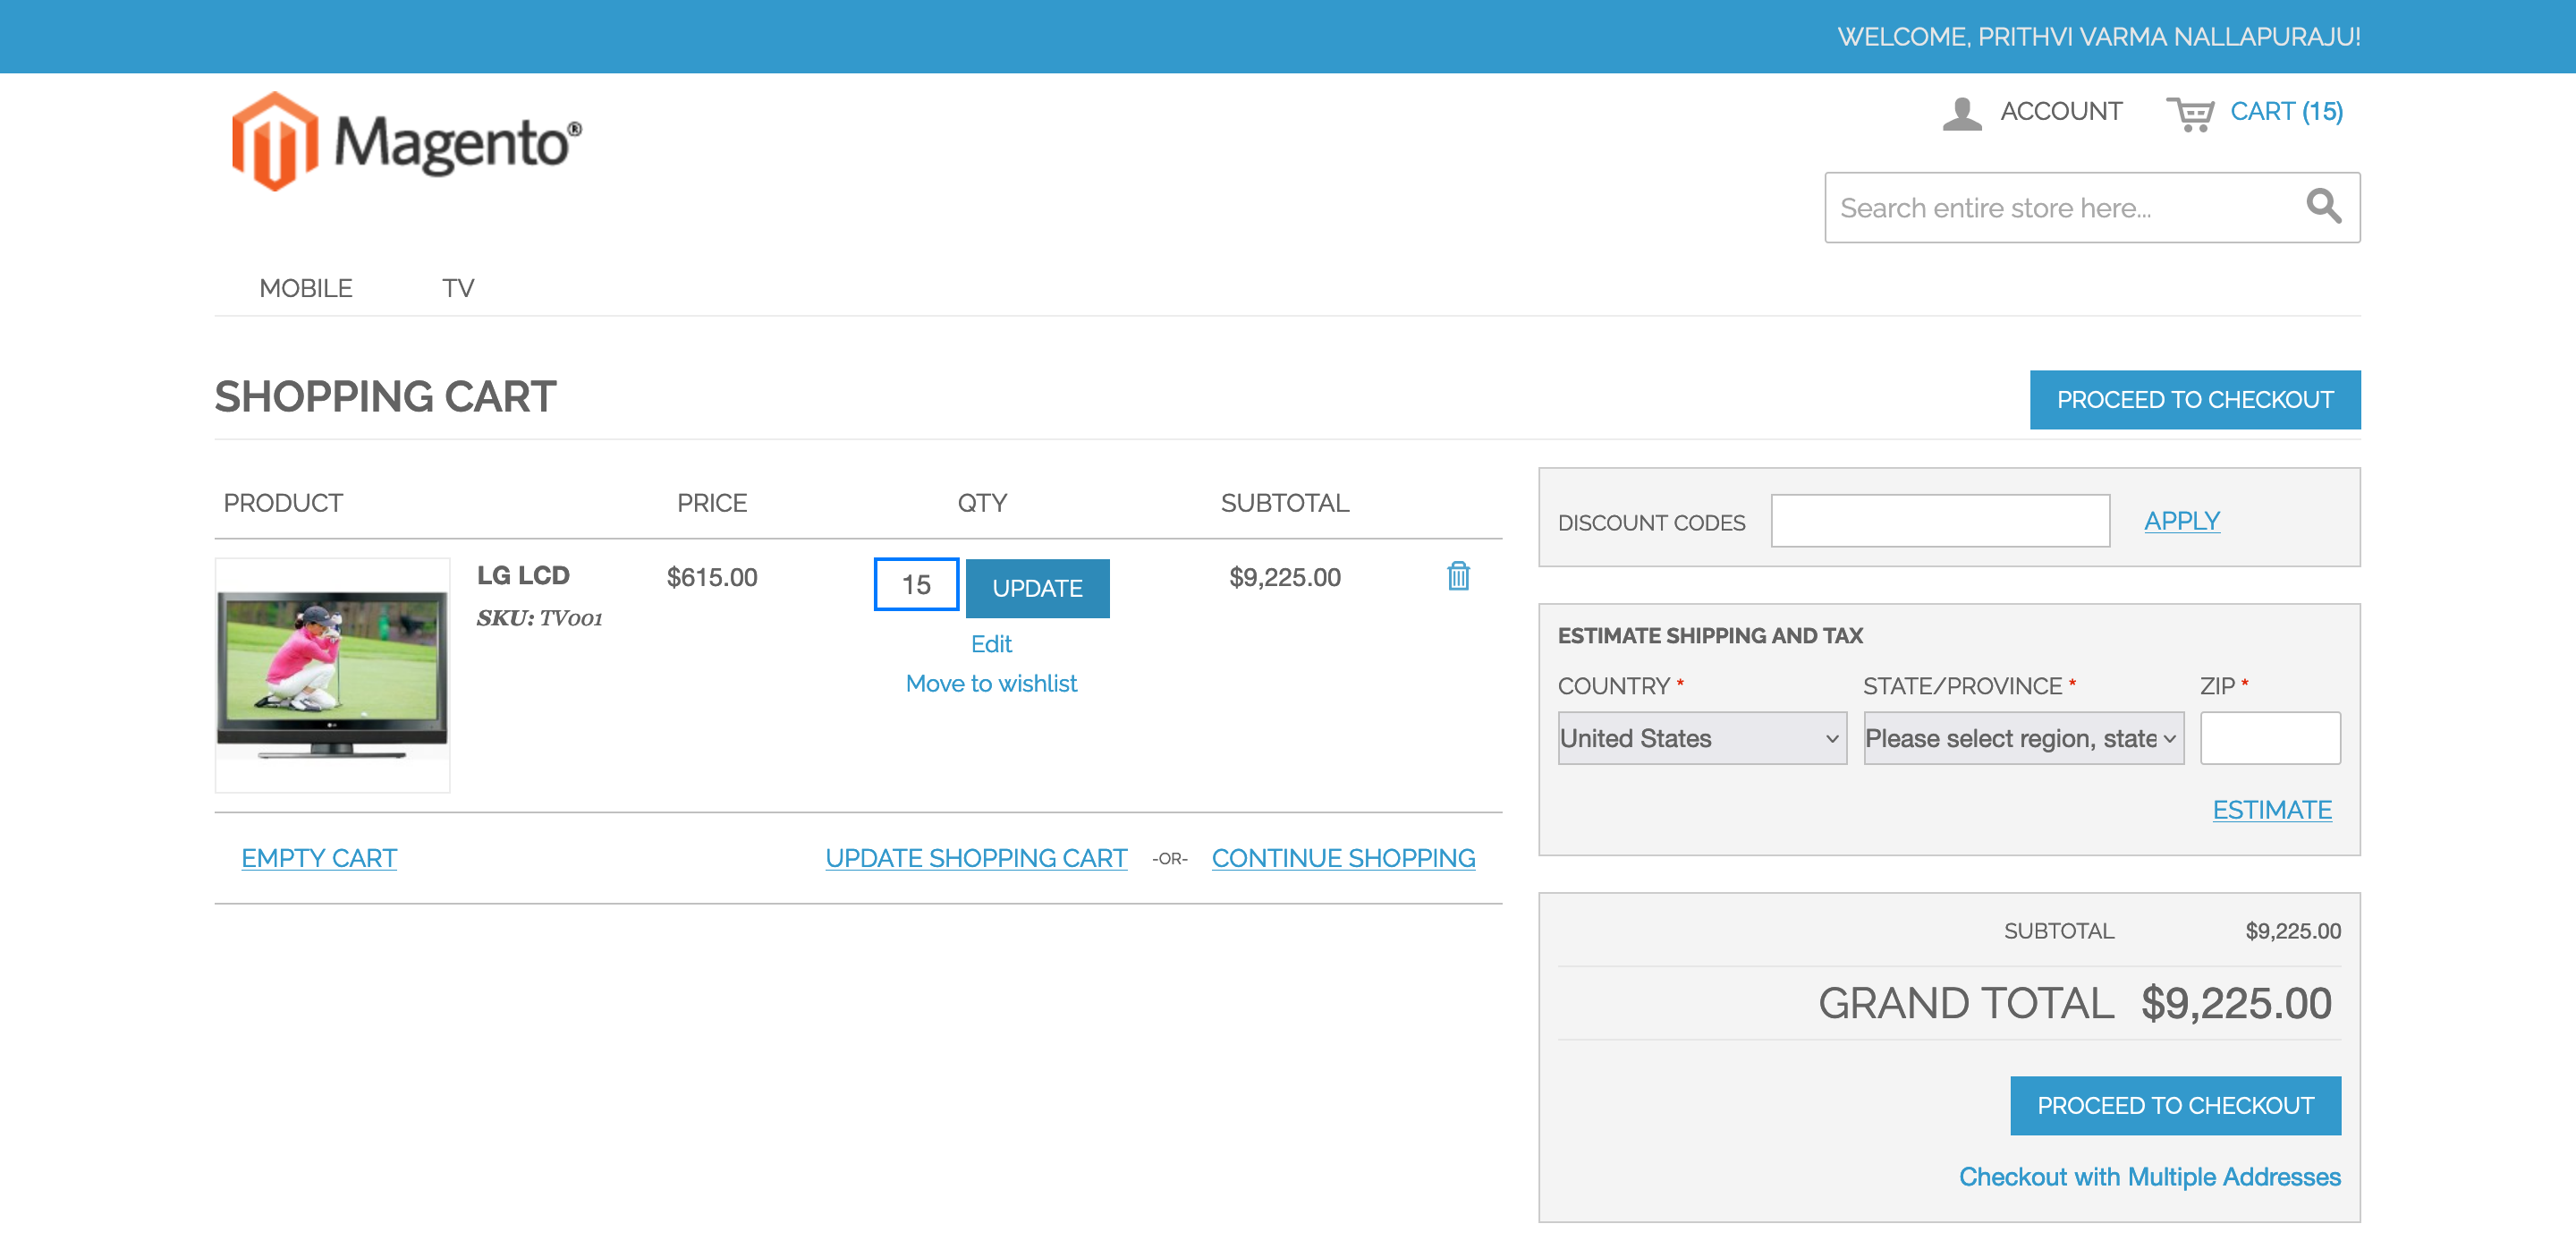 WELCOME, PRITHVI VARMA NALLAPURAJU!
Magento®
ACCOUNT
CART (15)
Search entire store here...
MOBILE
TV
SHOPPING CART
PROCEED TO CHECKOUT
PRODUCT
PRICE
QTY
SUBTOTAL
LG LCD
SKU: TV001
$615.00
15
UPDATE
Edit
Move to wishlist
$9,225.00
EMPTY CART
UPDATE SHOPPING CART
-OR-
CONTINUE SHOPPING
DISCOUNT CODES
APPLY
ESTIMATE SHIPPING AND TAX
COUNTRY *
STATE/PROVINCE *
ZIP *
United States
Please select region, state
ESTIMATE
SUBTOTAL $9,225.00
GRAND TOTAL $9,225.00
PROCEED TO CHECKOUT
Checkout with Multiple Addresses